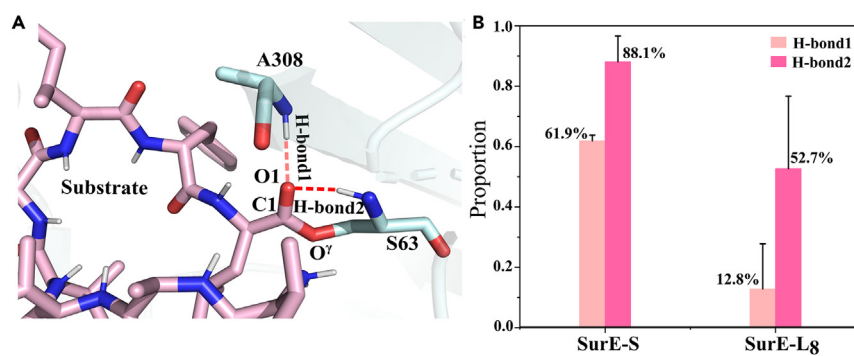 A
A308
H-bond1
Substrate
O1
C1
H-bond2
S63
Oγ
B
Proportion
1.0
0.8
0.6
0.4
0.2
0.0
H-bond1
H-bond2
88.1%
61.9%
52.7%
12.8%
SurE-S
SurE-L8